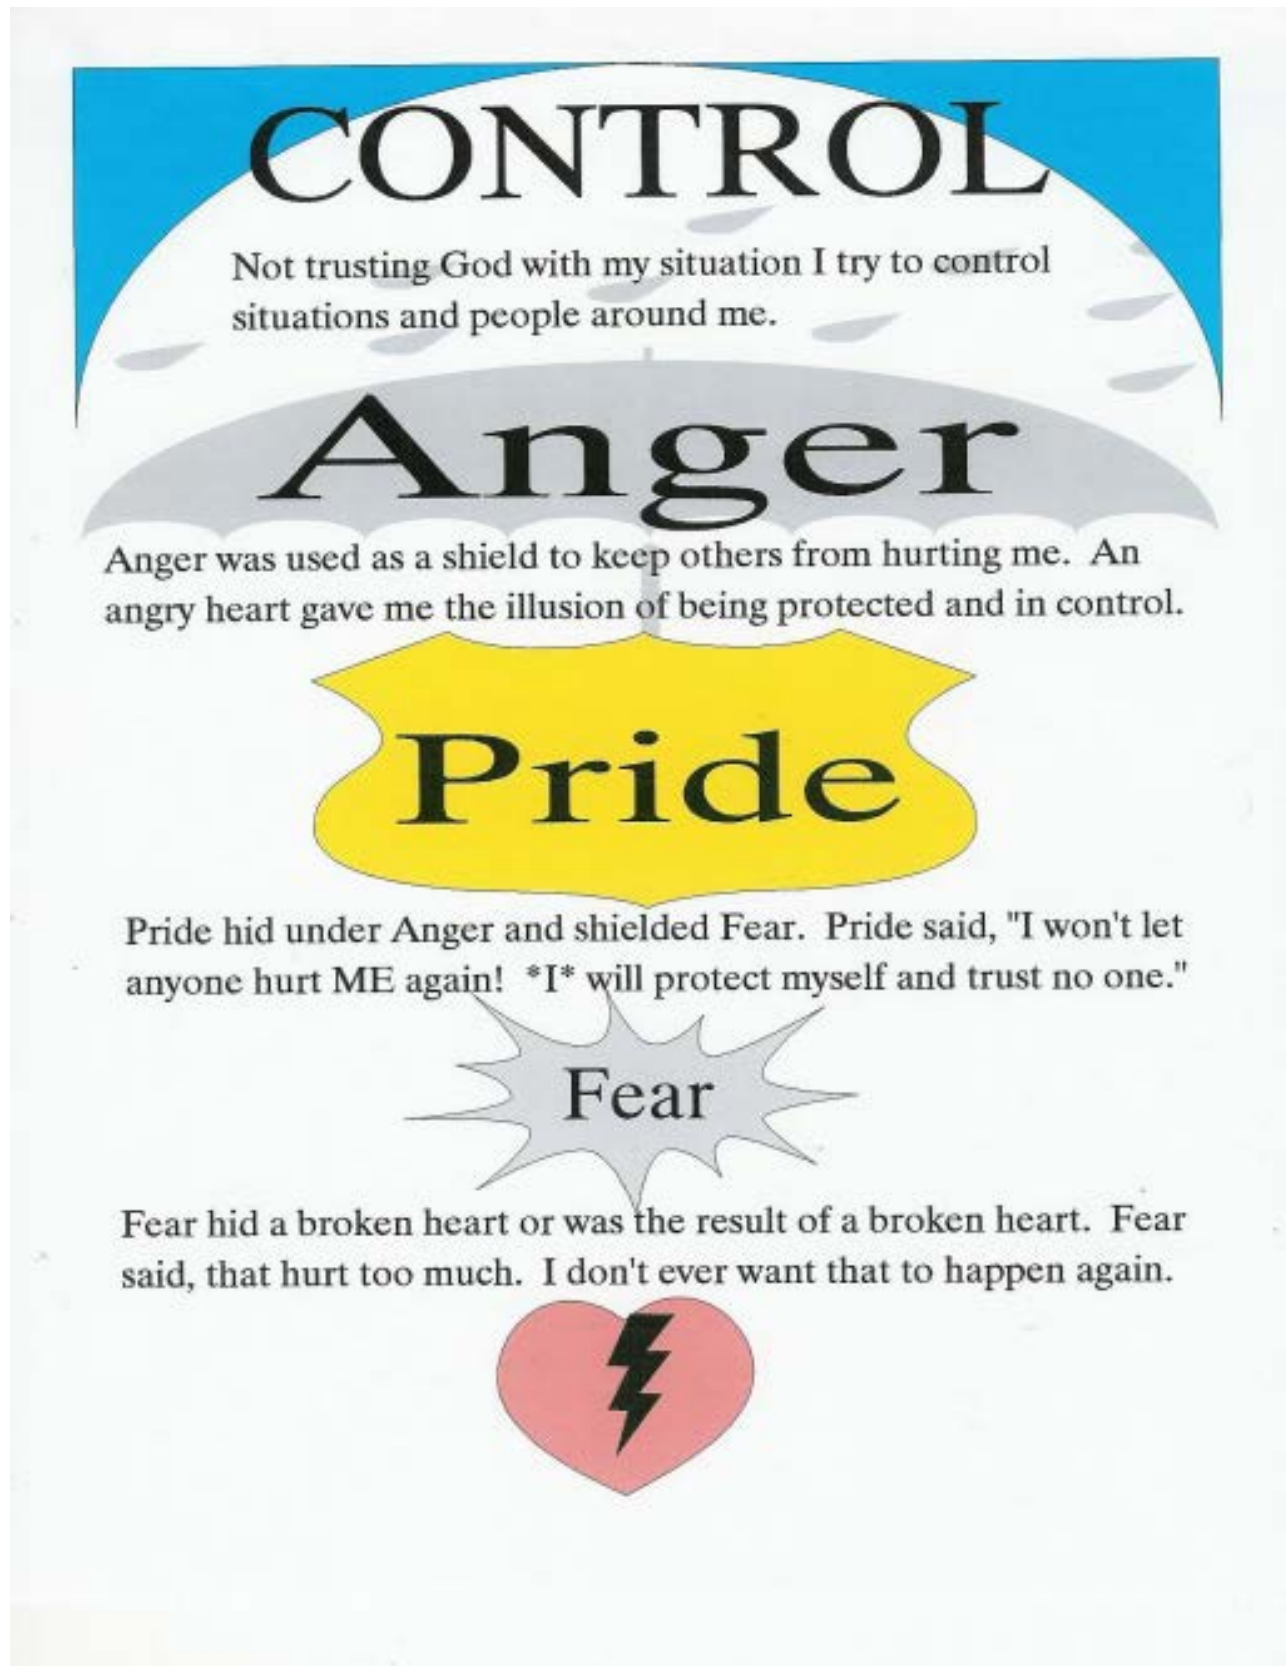 CONTROL
Not trusting God with my situation I try to control
situations and people around me.
Anger
Anger was used as a shield to keep others from hurting me.  An
angry heart gave me the illusion of being protected and in control.
Pride
Pride hid under Anger and shielded Fear.  Pride said, "I won't let
anyone hurt ME again!  *I* will protect myself and trust no one."
Fear
Fear hid a broken heart or was the result of a broken heart.  Fear
said, that hurt too much.  I don't ever want that to happen again.